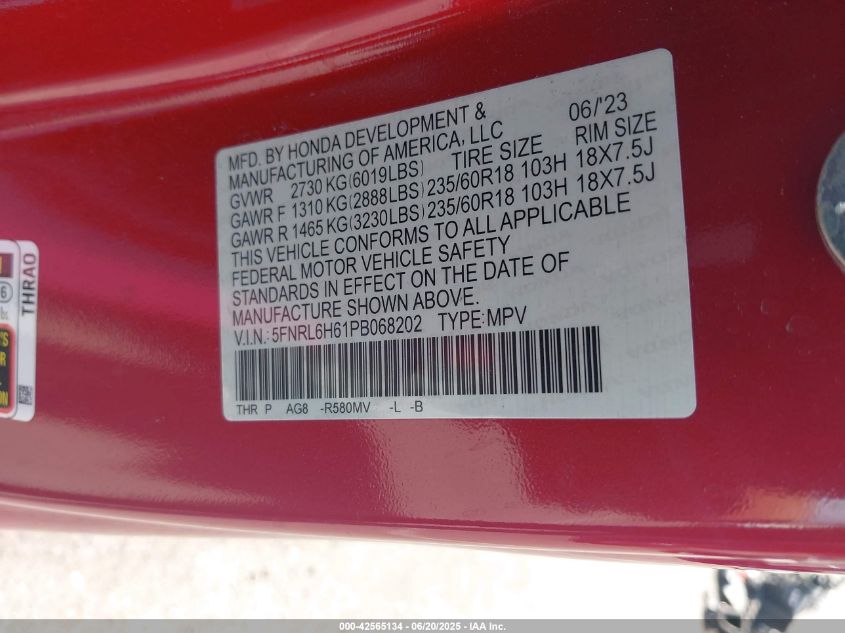 MFD. BY HONDA DEVELOPMENT & 06/'23
MANUFACTURING OF AMERICA, LLC
GVWR 2730 KG(6019LBS) TIRE SIZE RIM SIZE
GAWR F 1310 KG(2888LBS) 235/60R18 103H 18X7.5J
GAWR R 1465 KG(3230LBS) 235/60R18 103H 18X7.5J
THIS VEHICLE CONFORMS TO ALL APPLICABLE
FEDERAL MOTOR VEHICLE SAFETY
STANDARDS IN EFFECT ON THE DATE OF
MANUFACTURE SHOWN ABOVE.
V.I.N.: 5FNRL6H61PB068202 TYPE:MPV
THR P AG8 -R580MV -L -B
THRA0
000-42565134 - 06/20/2025 - IAA Inc.